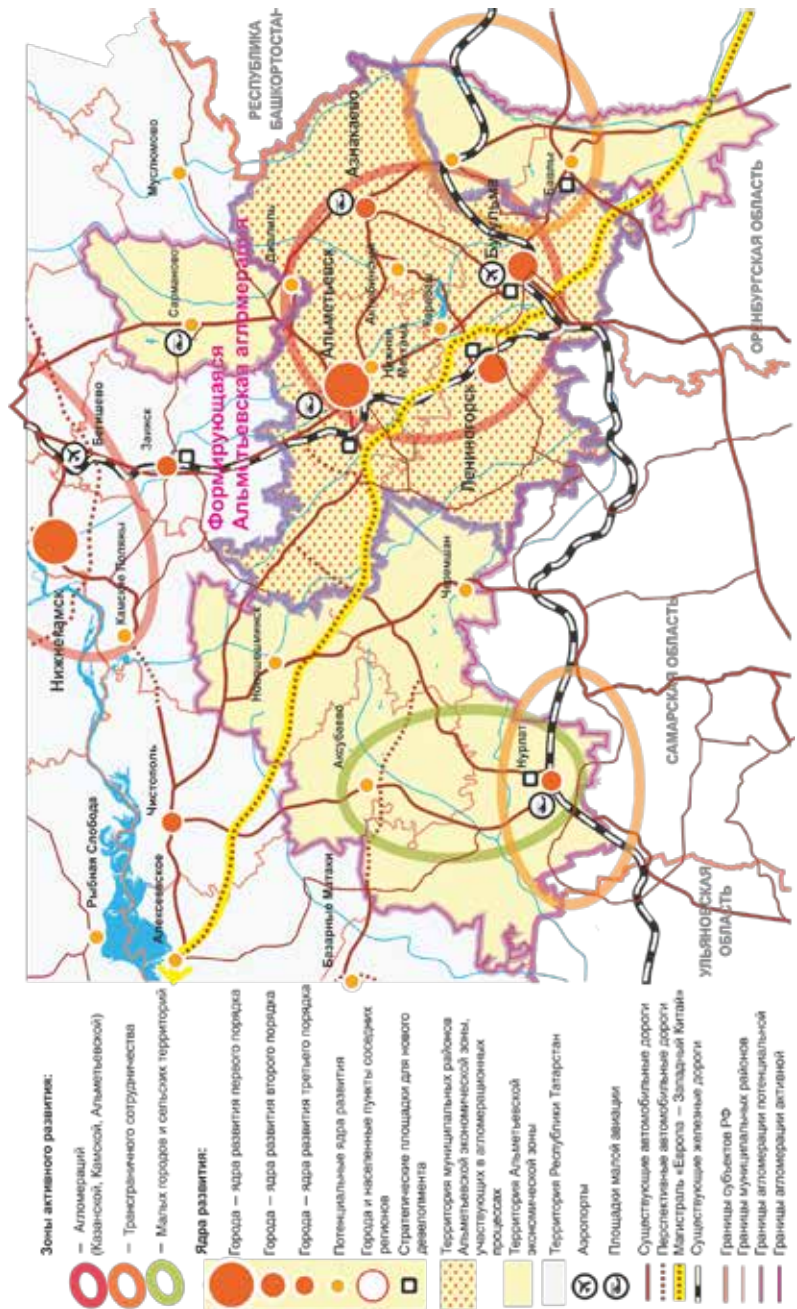 РЕСПУБЛИКА
БАШКОРТОСТАН
Муслюмово
Азнакаево
Бавлы
Бугульма
Джалиль
Сарманово
Актюбинский
Карабаш
Альметьевск
Нижняя
Мактама
Лениногорск
Формирующаяся
Альметьевская агломерация
Бегишево
Заинск
Нижнекамск
Камские Поляны
Новошешминск
Черемшан
Аксубаево
Нурлат
Чистополь
Рыбная Слобода
Алексеевское
Базарные Матаки
ОРЕНБУРГСКАЯ ОБЛАСТЬ
САМАРСКАЯ ОБЛАСТЬ
УЛЬЯНОВСКАЯ
ОБЛАСТЬ
Зоны активного развития:
— Агломераций
(Казанской, Камской, Альметьевской)
— Трансграничного сотрудничества
— Малых городов и сельских территорий
Ядра развития:
Города — ядра развития первого порядка
Города — ядра развития второго порядка
Города — ядра развития третьего порядка
Потенциальные ядра развития
Города и населенные пункты соседних
регионов
Стратегические площадки для нового
девелопмента
Территория муниципальных районов
Альметьевской экономической зоны,
участвующих в агломерационных
процессах
Территория Альметьевской
экономической зоны
Территория Республики Татарстан
Аэропорты
Площадки малой авиации
Существующие автомобильные дороги
Перспективные автомобильные дороги
Магистраль «Европа — Западный Китай»
Существующие железные дороги
Границы субъектов РФ
Границы муниципальных районов
Границы агломерации потенциальной
Границы агломерации активной